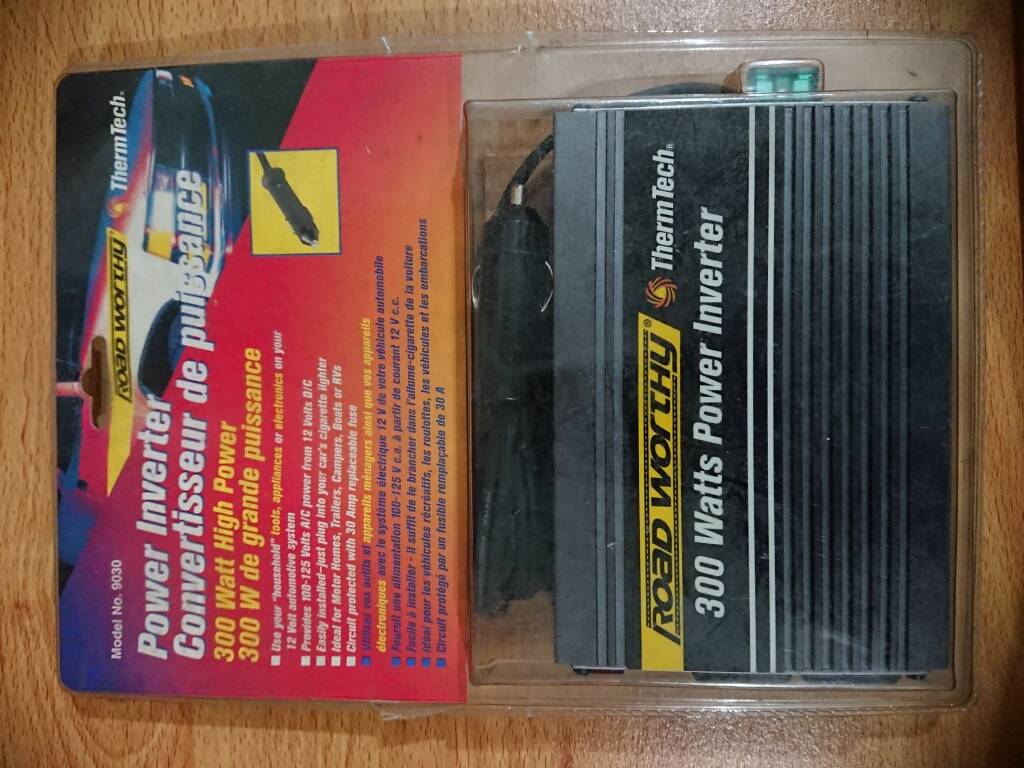 Model No. 9030
ROAD WORTHY ThermTech®
Power Inverter
Convertisseur de puissance
300 Watt High Power
300 W de grande puissance
Use your "household" tools, appliances or electronics on your
12 Volt automotive system
Provides 100-125 Volts A/C power from 12 Volts D/C
Easily installed–just plug into your car's cigarette lighter
Ideal for Motor Homes, Trailers, Campers, Boats or RVs
Circuit protected with 30 Amp replaceable fuse
Utilisez vos outils et appareils ménagers ainsi que vos appareils
électroniques avec le système électrique 12 V de votre véhicule automobile
Fournit une alimentation 100-125 V c.a. à partir de courant 12 V c.c.
Facile à installer - Il suffit de le brancher dans l'allume-cigarette de la voiture
Idéal pour les véhicules récréatifs, les roulottes, les véhicules et les embarcations
Circuit protégé par un fusible remplaçable de 30 A
ROAD WORTHY® ThermTech®
300 Watts Power Inverter